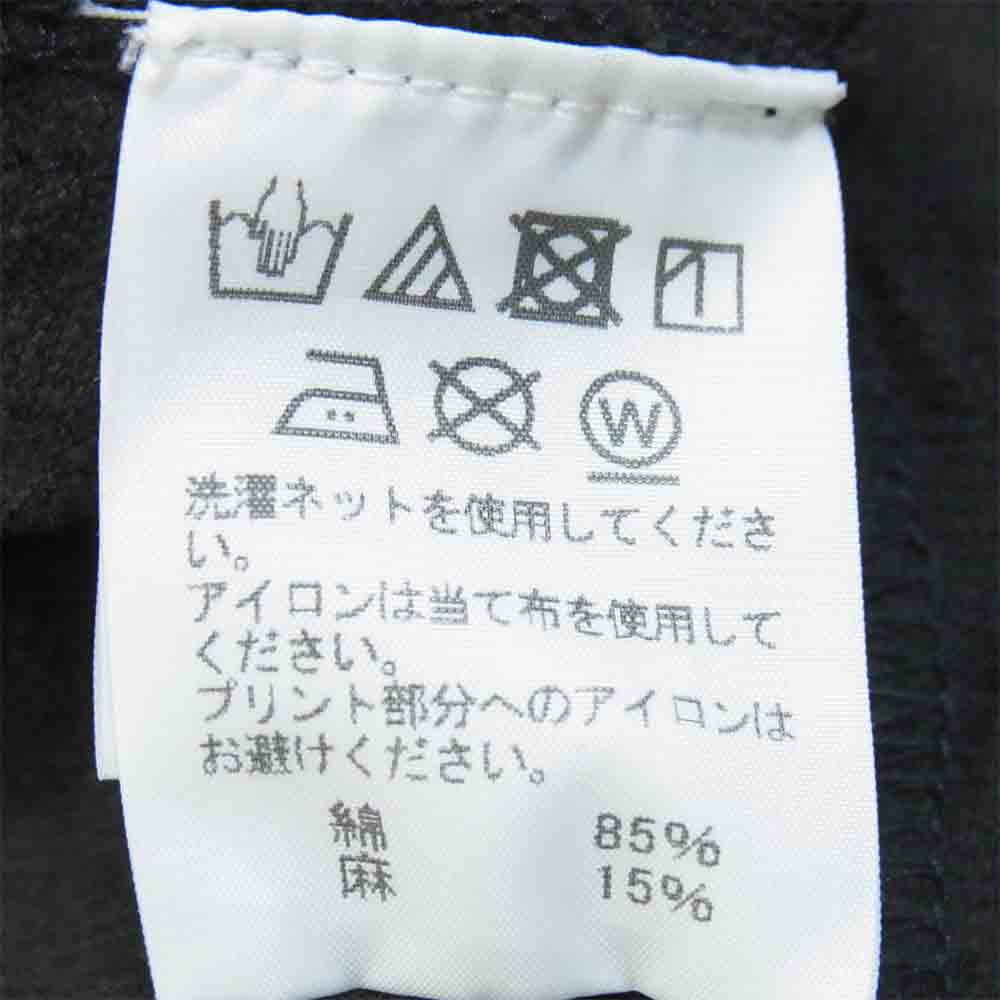 W
洗濯ネットを使用してくださ
い。
アイロンは当て布を使用して
ください。
プリント部分へのアイロンは
お避けください。
綿 85%
麻 15%